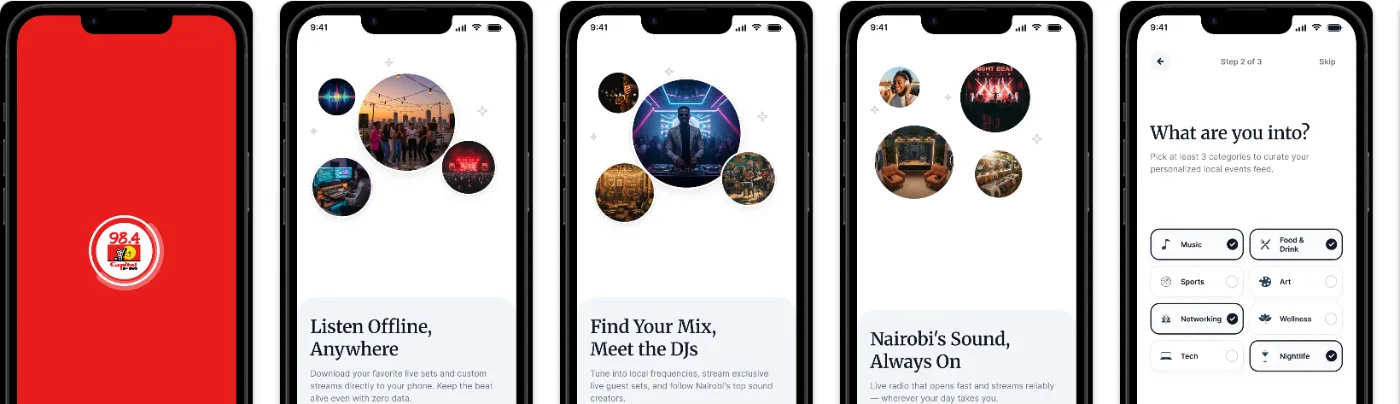 98.4
Capital
FM
9:41
Listen Offline,
Anywhere
Download your favorite live sets and custom
streams directly to your phone. Keep the beat
alive even with zero data.
9:41
Find Your Mix,
Meet the DJs
Tune into local frequencies, stream exclusive
live guest sets, and follow Nairobi's top sound
creators.
9:41
NIGHT BEAT
Nairobi's Sound,
Always On
Live radio that opens fast and streams reliably
— wherever your day takes you.
9:41
Step 2 of 3
Skip
What are you into?
Pick at least 3 categories to curate your
personalized local events feed.
Music
Food &
Drink
Sports
Art
Networking
Wellness
Tech
Nightlife